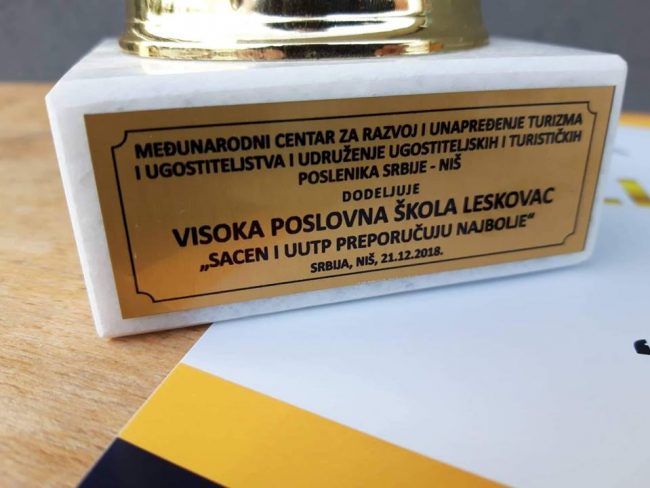 MEĐUNARODNI CENTAR ZA RAZVOJ I UNAPREĐENJE TURIZMA
I UGOSTITELJSTVA I UDRUŽENJE UGOSTITELJSKIH I TURISTIČKIH
POSLENIKA SRBIJE - NIŠ
DODELJUJE
VISOKA POSLOVNA ŠKOLA LESKOVAC
„SACEN I UUTP PREPORUČUJU NAJBOLJE“
SRBIJA, NIŠ, 21.12.2018.